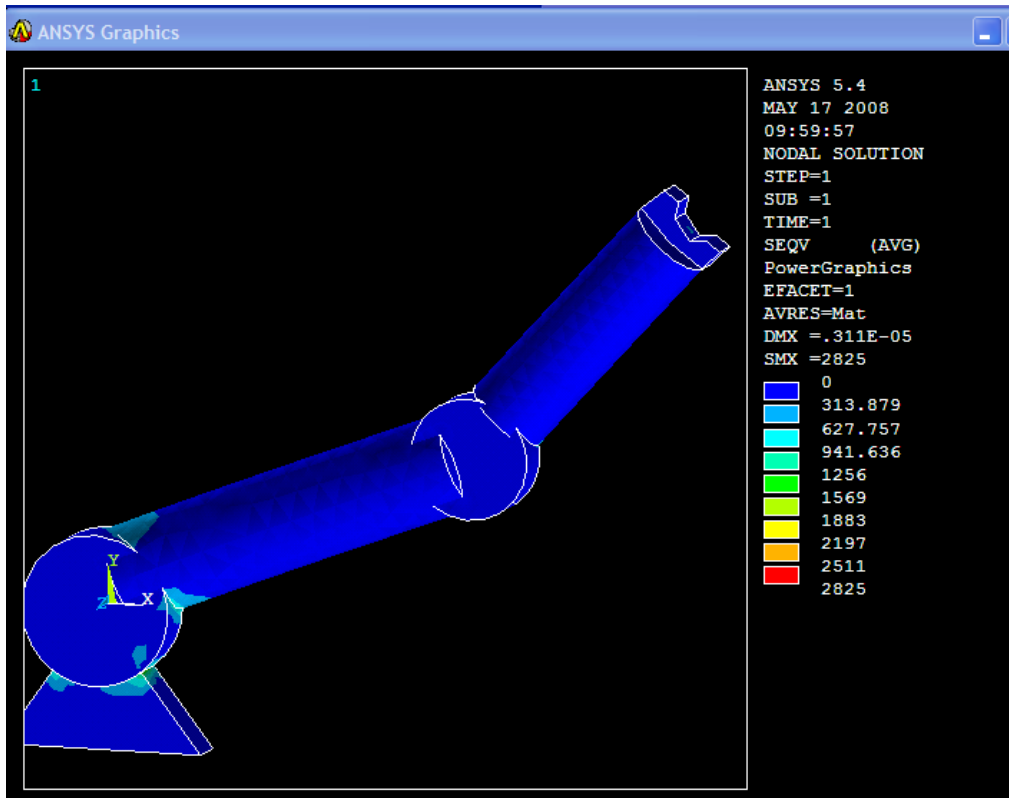 ANSYS Graphics
1
ANSYS 5.4
MAY 17 2008
09:59:57
NODAL SOLUTION
STEP=1
SUB =1
TIME=1
SEQV (AVG)
PowerGraphics
EFACET=1
AVRES=Mat
DMX =.311E-05
SMX =2825
0
313.879
627.757
941.636
1256
1569
1883
2197
2511
2825
Y
Z X